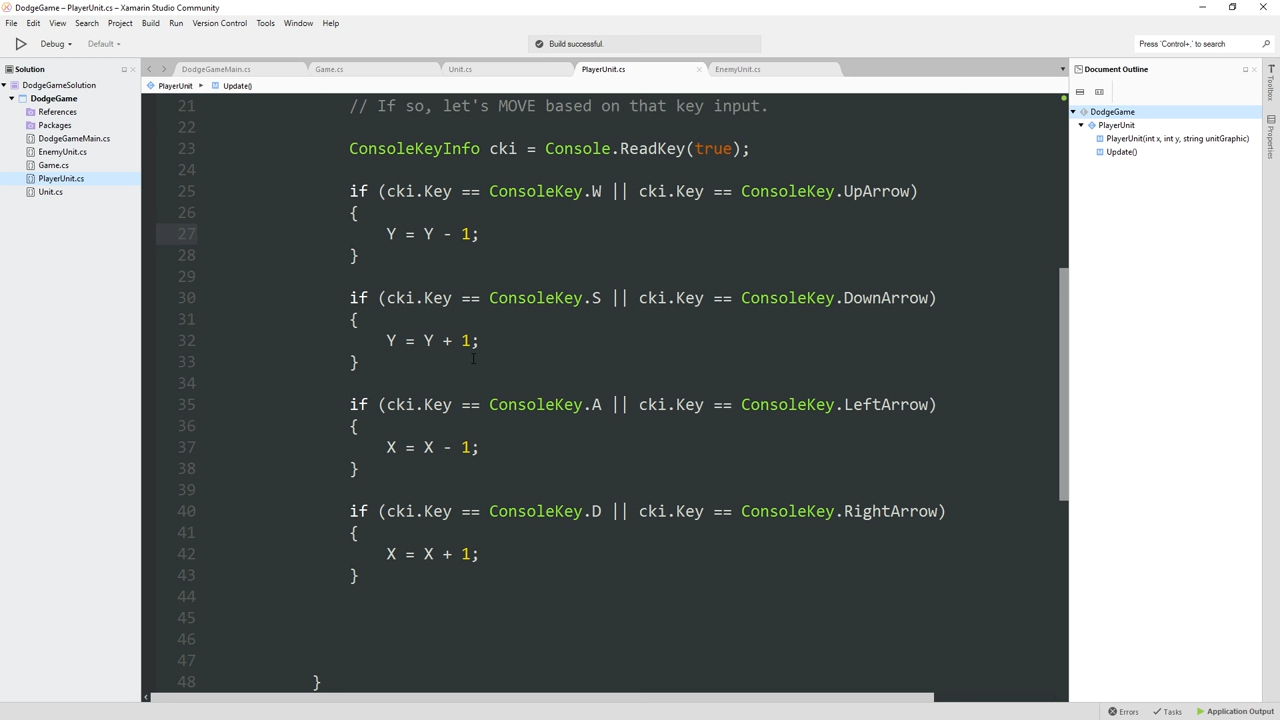 DodgeGame – PlayerUnit.cs – Xamarin Studio Community
File Edit View Search Project Build Run Version Control Tools Window Help
Debug Default Build successful. Press 'Control+,' to search
Solution DodgeGameMain.cs Game.cs Unit.cs PlayerUnit.cs EnemyUnit.cs Document Outline
DodgeGameSolution
DodgeGame
References
Packages
DodgeGameMain.cs
EnemyUnit.cs
Game.cs
PlayerUnit.cs
Unit.cs
PlayerUnit Update()
21 // If so, let's MOVE based on that key input.
22
23 ConsoleKeyInfo cki = Console.ReadKey(true);
24
25 if (cki.Key == ConsoleKey.W || cki.Key == ConsoleKey.UpArrow)
26 {
27 Y = Y - 1;
28 }
29
30 if (cki.Key == ConsoleKey.S || cki.Key == ConsoleKey.DownArrow)
31 {
32 Y = Y + 1;
33 }
34
35 if (cki.Key == ConsoleKey.A || cki.Key == ConsoleKey.LeftArrow)
36 {
37 X = X - 1;
38 }
39
40 if (cki.Key == ConsoleKey.D || cki.Key == ConsoleKey.RightArrow)
41 {
42 X = X + 1;
43 }
44
45
46
47
48 }
DodgeGame
PlayerUnit
PlayerUnit(int x, int y, string unitGraphic)
Update()
Toolbox
Properties
Errors Tasks Application Output